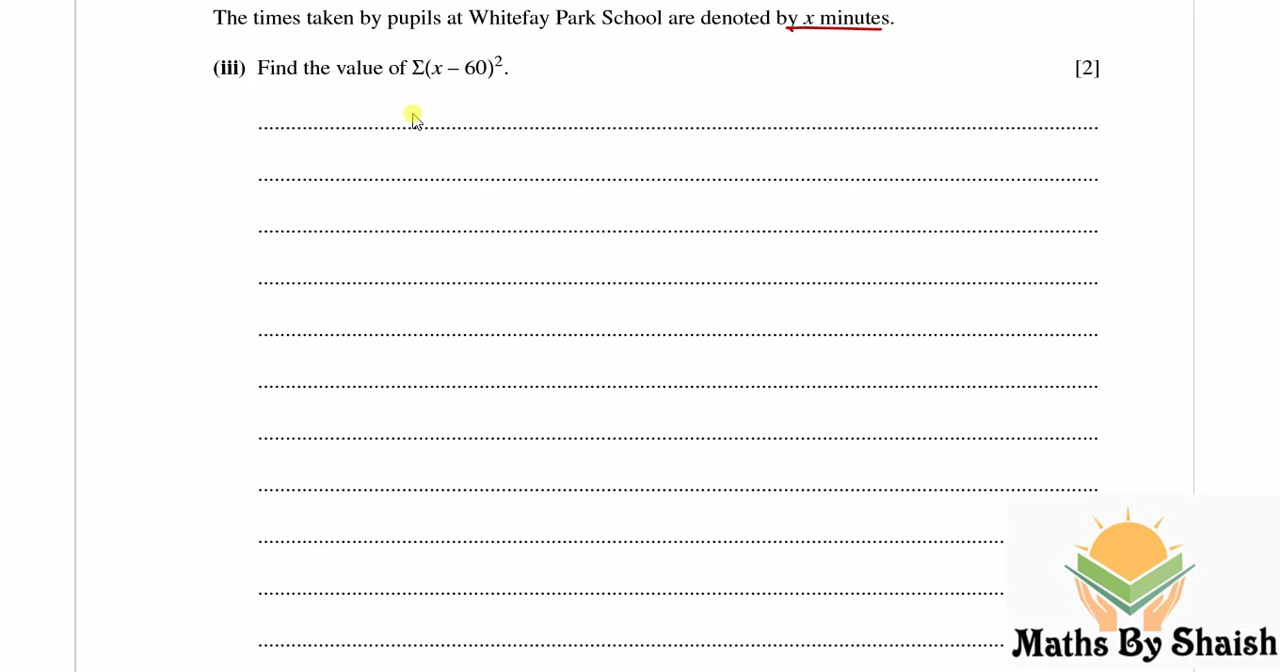 The times taken by pupils at Whitefay Park School are denoted by x minutes.
(iii) Find the value of Σ(x – 60)². [2]
Maths By Shaish